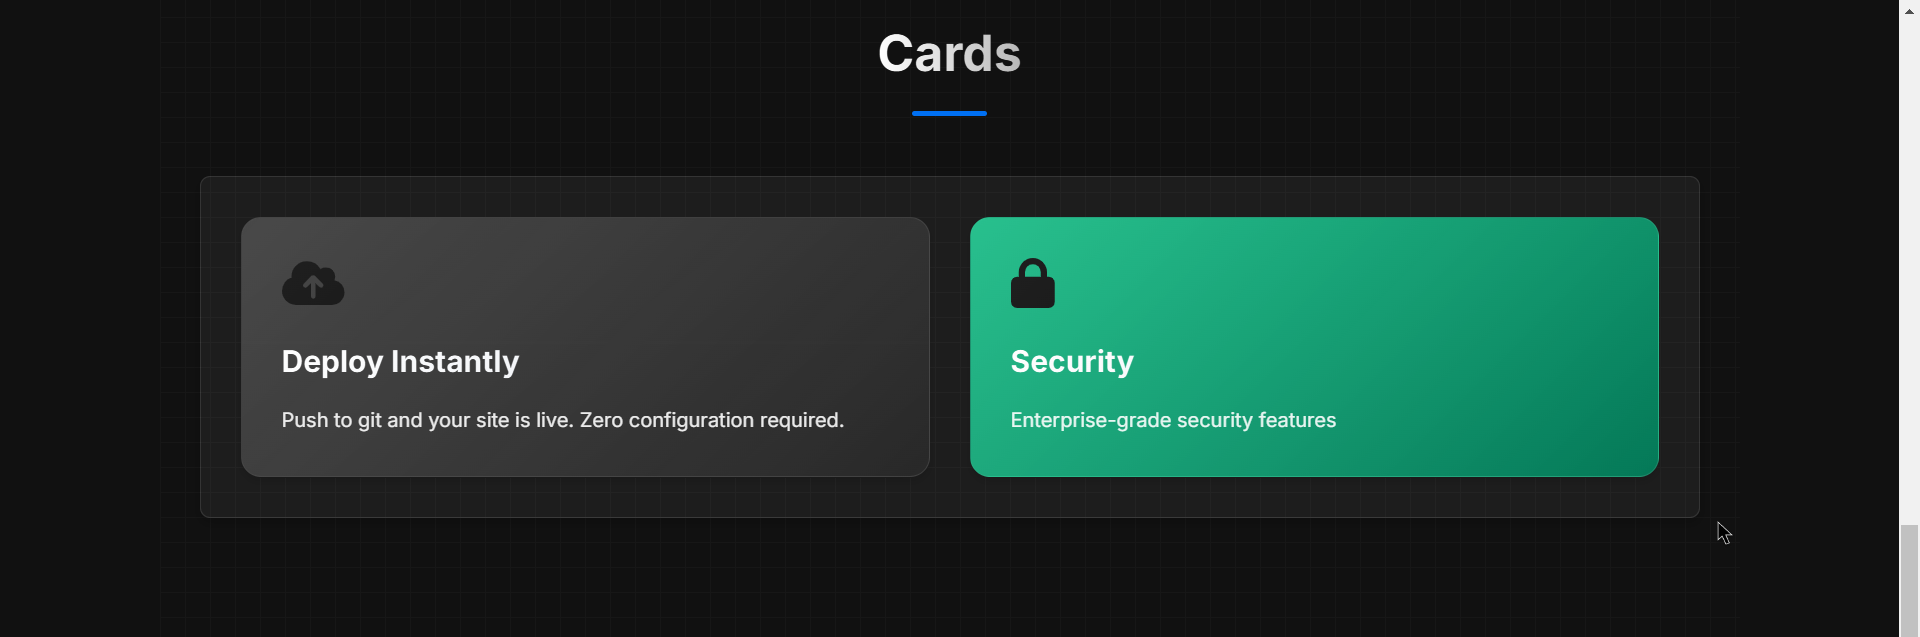 Cards
Deploy Instantly
Push to git and your site is live. Zero configuration required.
Security
Enterprise-grade security features